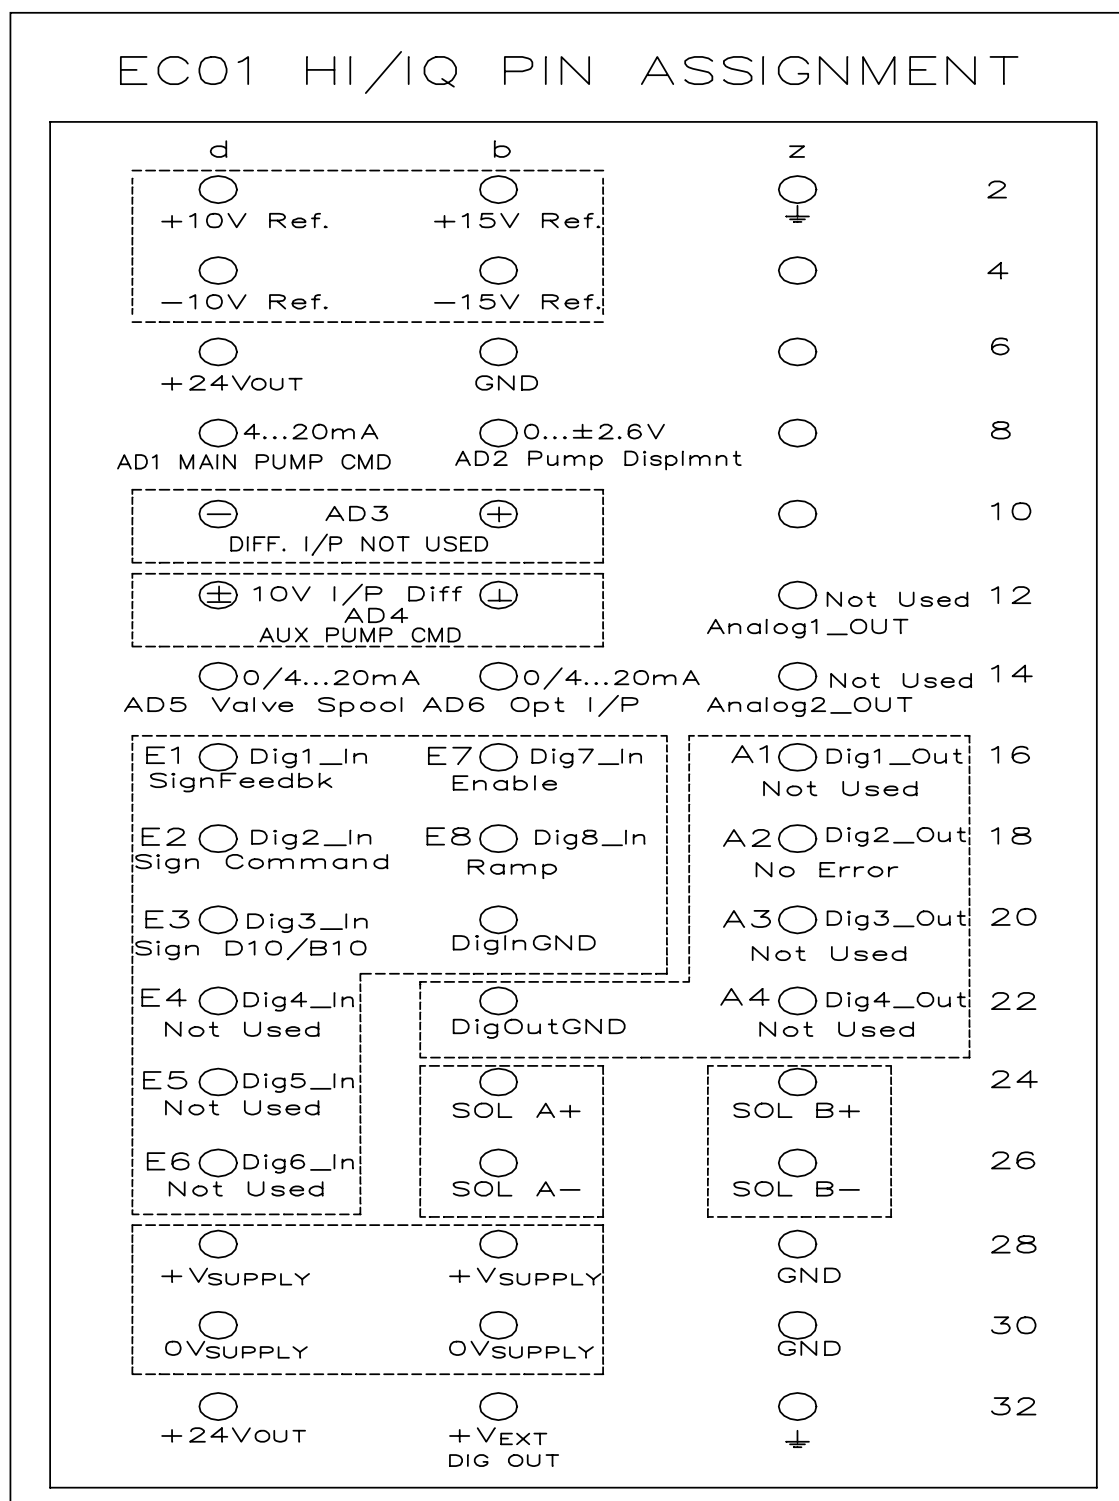 EC01 HI/IQ PIN ASSIGNMENT
d b z
2
+10V Ref. +15V Ref.
4
-10V Ref. -15V Ref.
6
+24VOUT GND
4...20mA 0...±2.6V 8
AD1 MAIN PUMP CMD AD2 Pump Displmnt
AD3 10
DIFF. I/P NOT USED
10V I/P Diff Not Used 12
AD4 Analog1_OUT
AUX PUMP CMD
0/4...20mA 0/4...20mA Not Used 14
AD5 Valve Spool AD6 Opt I/P Analog2_OUT
E1 Dig1_In E7 Dig7_In A1 Dig1_Out 16
SignFeedbk Enable Not Used
E2 Dig2_In E8 Dig8_In A2 Dig2_Out 18
Sign Command Ramp No Error
E3 Dig3_In A3 Dig3_Out 20
Sign D10/B10 DigInGND Not Used
E4 Dig4_In A4 Dig4_Out 22
Not Used DigOutGND Not Used
E5 Dig5_In 24
Not Used SOL A+ SOL B+
E6 Dig6_In 26
Not Used SOL A- SOL B-
28
+VSUPPLY +VSUPPLY GND
30
0VSUPPLY 0VSUPPLY GND
32
+24VOUT +VEXT
DIG OUT